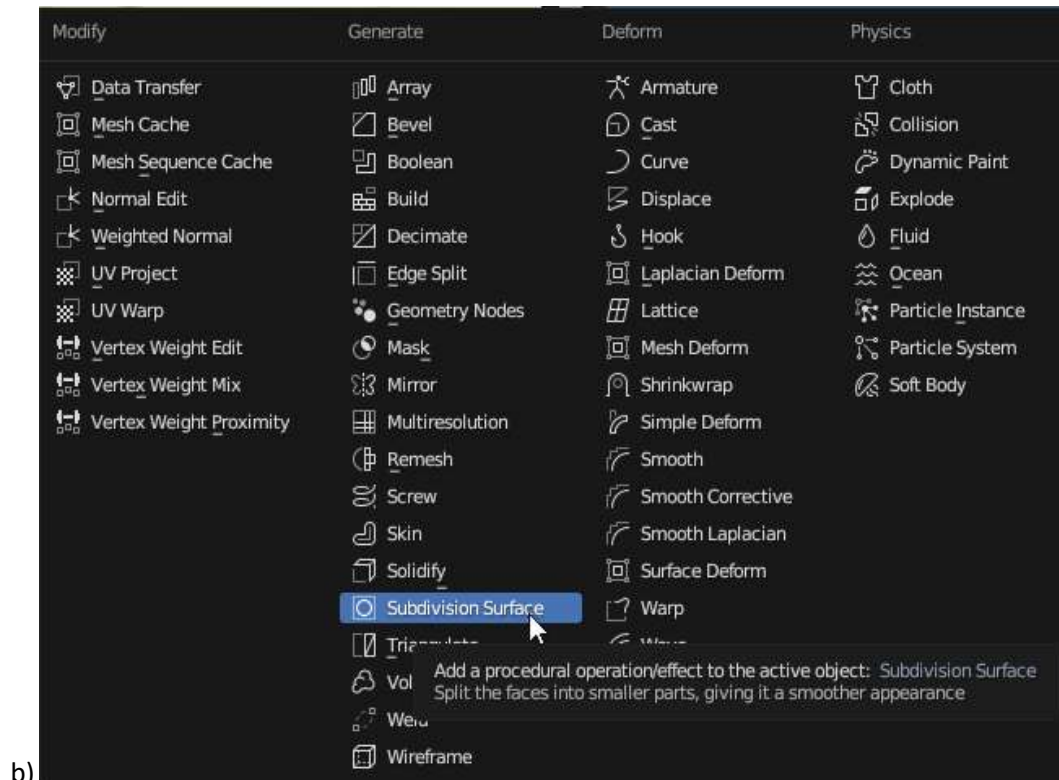 Modify
Data Transfer
Mesh Cache
Mesh Sequence Cache
Normal Edit
Weighted Normal
UV Project
UV Warp
Vertex Weight Edit
Vertex Weight Mix
Vertex Weight Proximity
Generate
Array
Bevel
Boolean
Build
Decimate
Edge Split
Geometry Nodes
Mask
Mirror
Multiresolution
Remesh
Screw
Skin
Solidify
Subdivision Surface
Vol
Weld
Wireframe
Deform
Armature
Cast
Curve
Displace
Hook
Laplacian Deform
Lattice
Mesh Deform
Shrinkwrap
Simple Deform
Smooth
Smooth Corrective
Smooth Laplacian
Surface Deform
Warp
Physics
Cloth
Collision
Dynamic Paint
Explode
Fluid
Ocean
Particle Instance
Particle System
Soft Body
Add a procedural operation/effect to the active object: Subdivision Surface
Split the faces into smaller parts, giving it a smoother appearance
b)